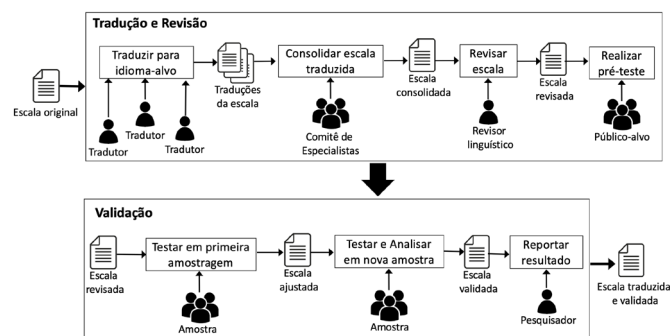 Tradução e Revisão
Traduzir para
idioma-alvo
Consolidar escala
traduzida
Revisar
escala
Realizar
pré-teste
Escala original
Traduções
da escala
Escala
consolidada
Escala
revisada
Tradutor
Tradutor
Tradutor
Comitê de
Especialistas
Revisor
linguístico
Público-alvo
Validação
Testar em primeira
amostragem
Testar e Analisar
em nova amostra
Reportar
resultado
Escala
revisada
Escala
ajustada
Escala
validada
Escala traduzida
e validada
Amostra
Amostra
Pesquisador